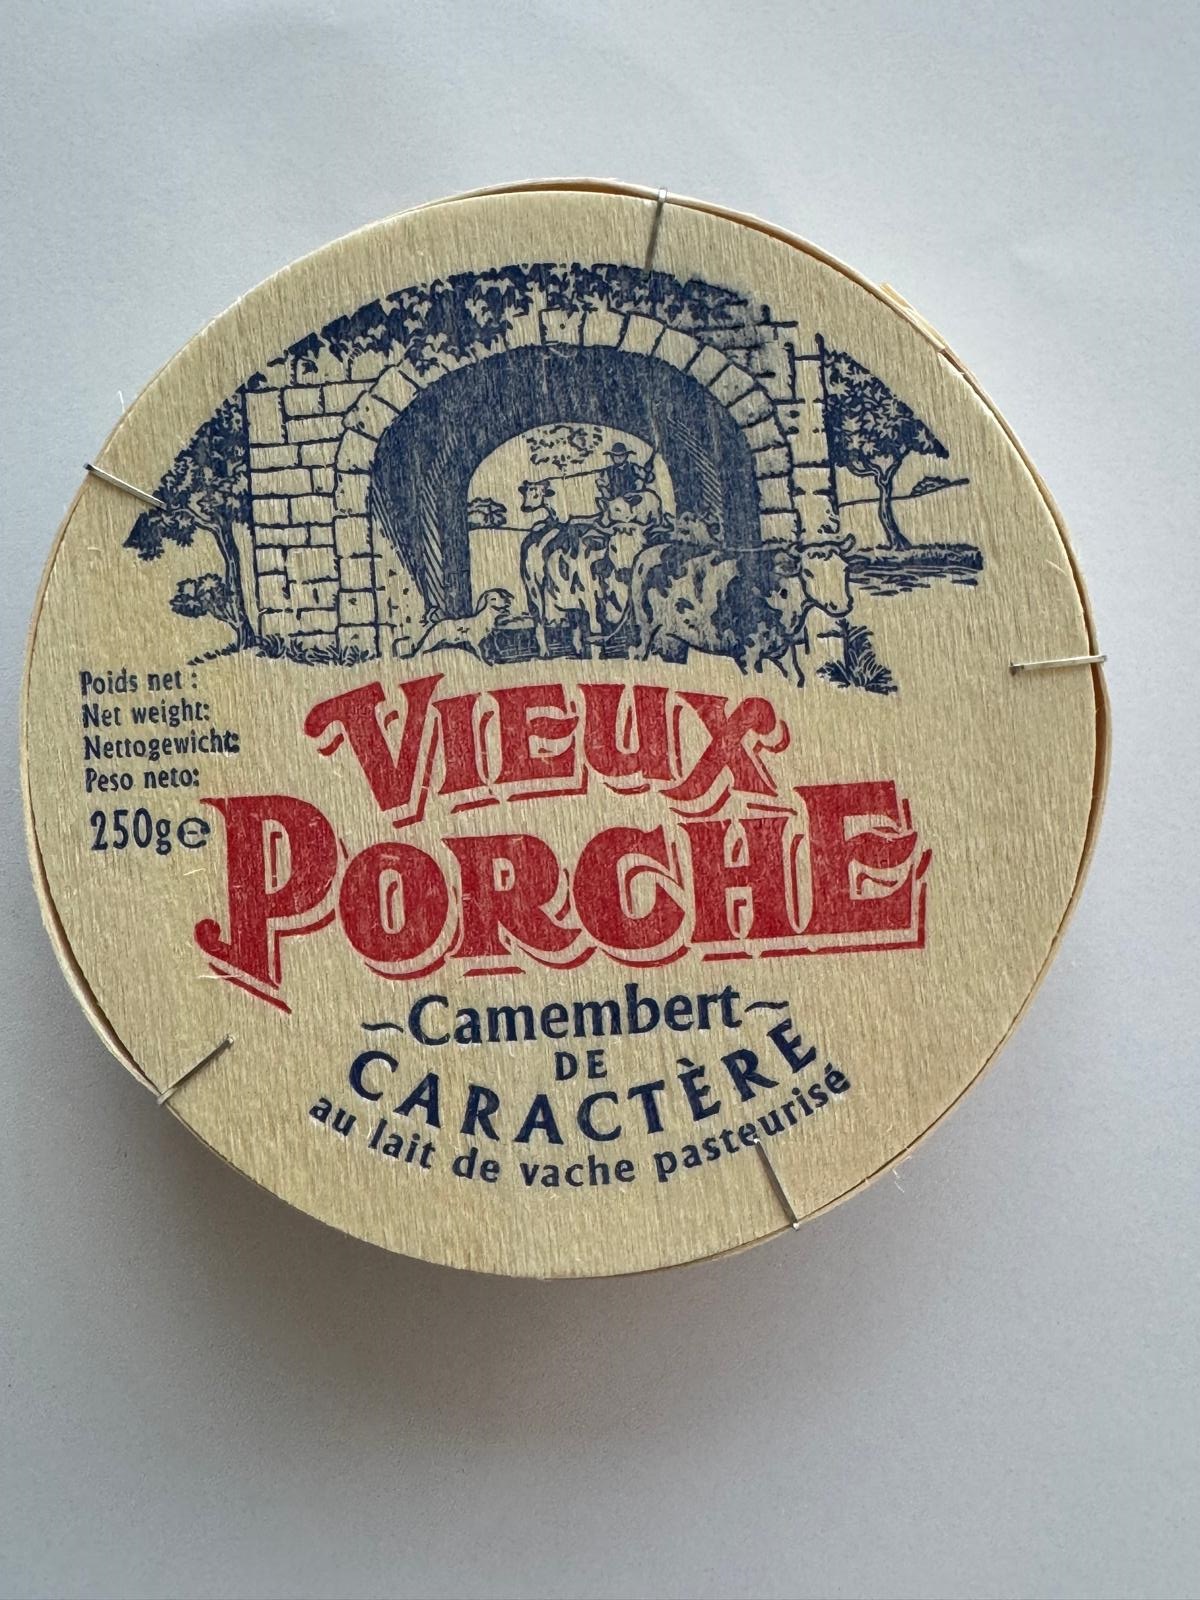 Poids net :
Net weight:
Nettogewicht:
Peso neto:
250g℮
VIEUX
PORCHE
~Camembert~
DE
CARACTÈRE
au lait de vache pasteurisé